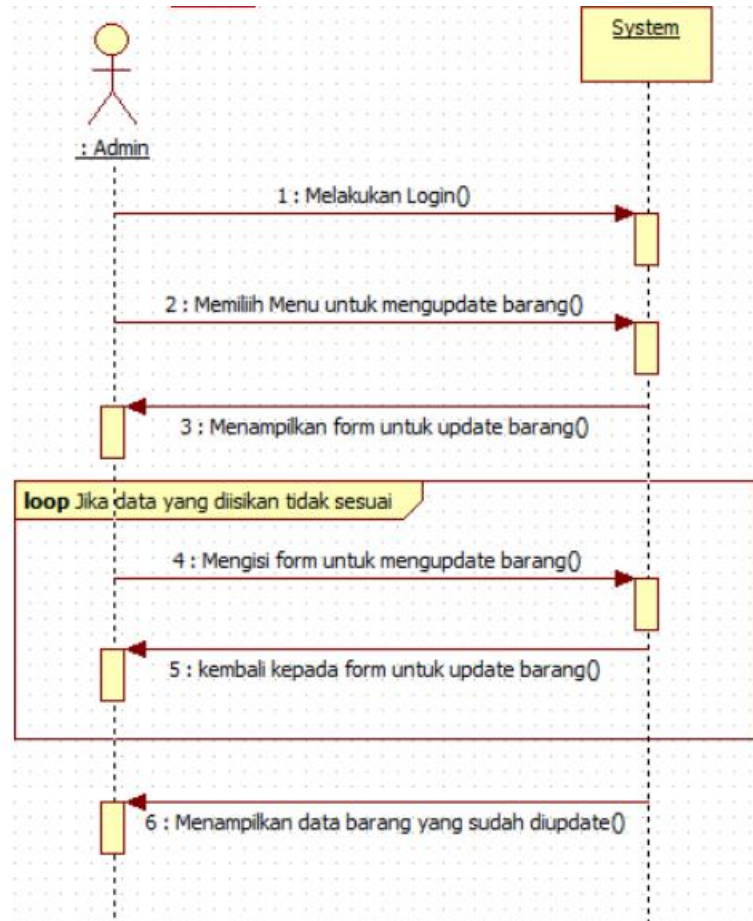 System
: Admin
1 : Melakukan Login()
2 : Memiliih Menu untuk mengupdate barang()
3 : Menampilkan form untuk update barang()
loop Jika data yang diisikan tidak sesuai
4 : Mengisi form untuk mengupdate barang()
5 : kembali kepada form untuk update barang()
6 : Menampilkan data barang yang sudah diupdate()